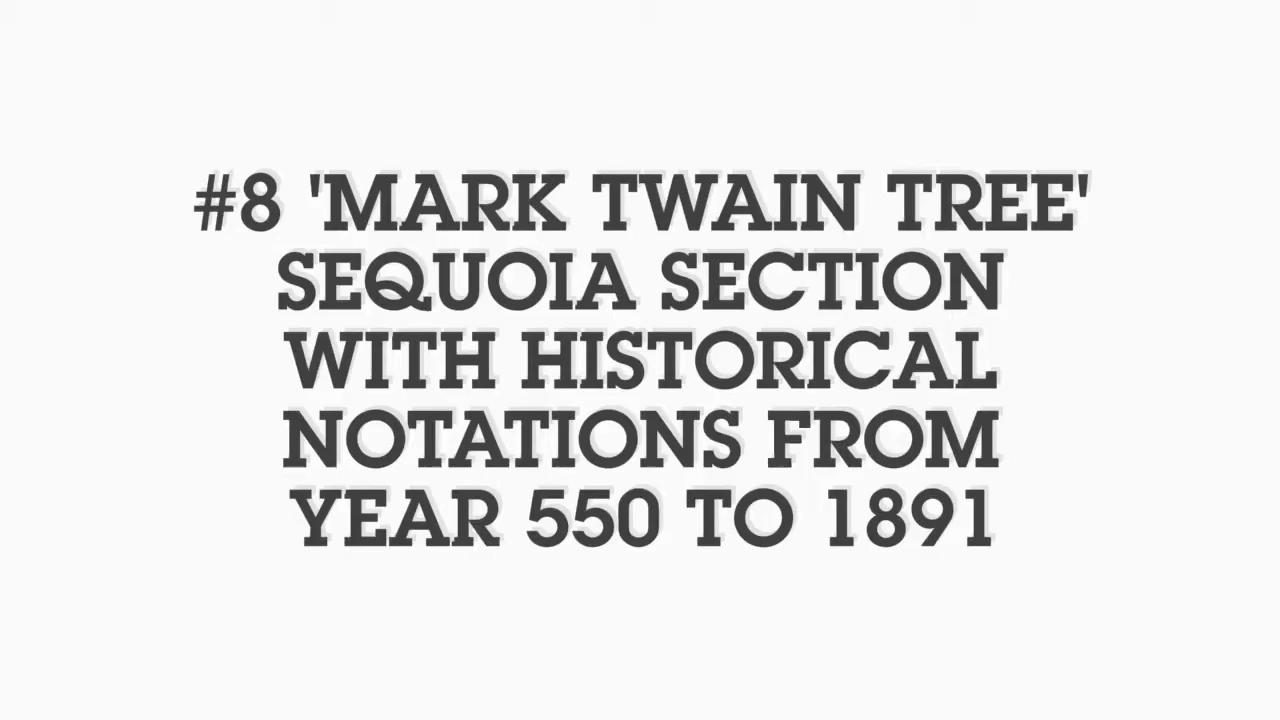 #8 'MARK TWAIN TREE'
SEQUOIA SECTION
WITH HISTORICAL
NOTATIONS FROM
YEAR 550 TO 1891